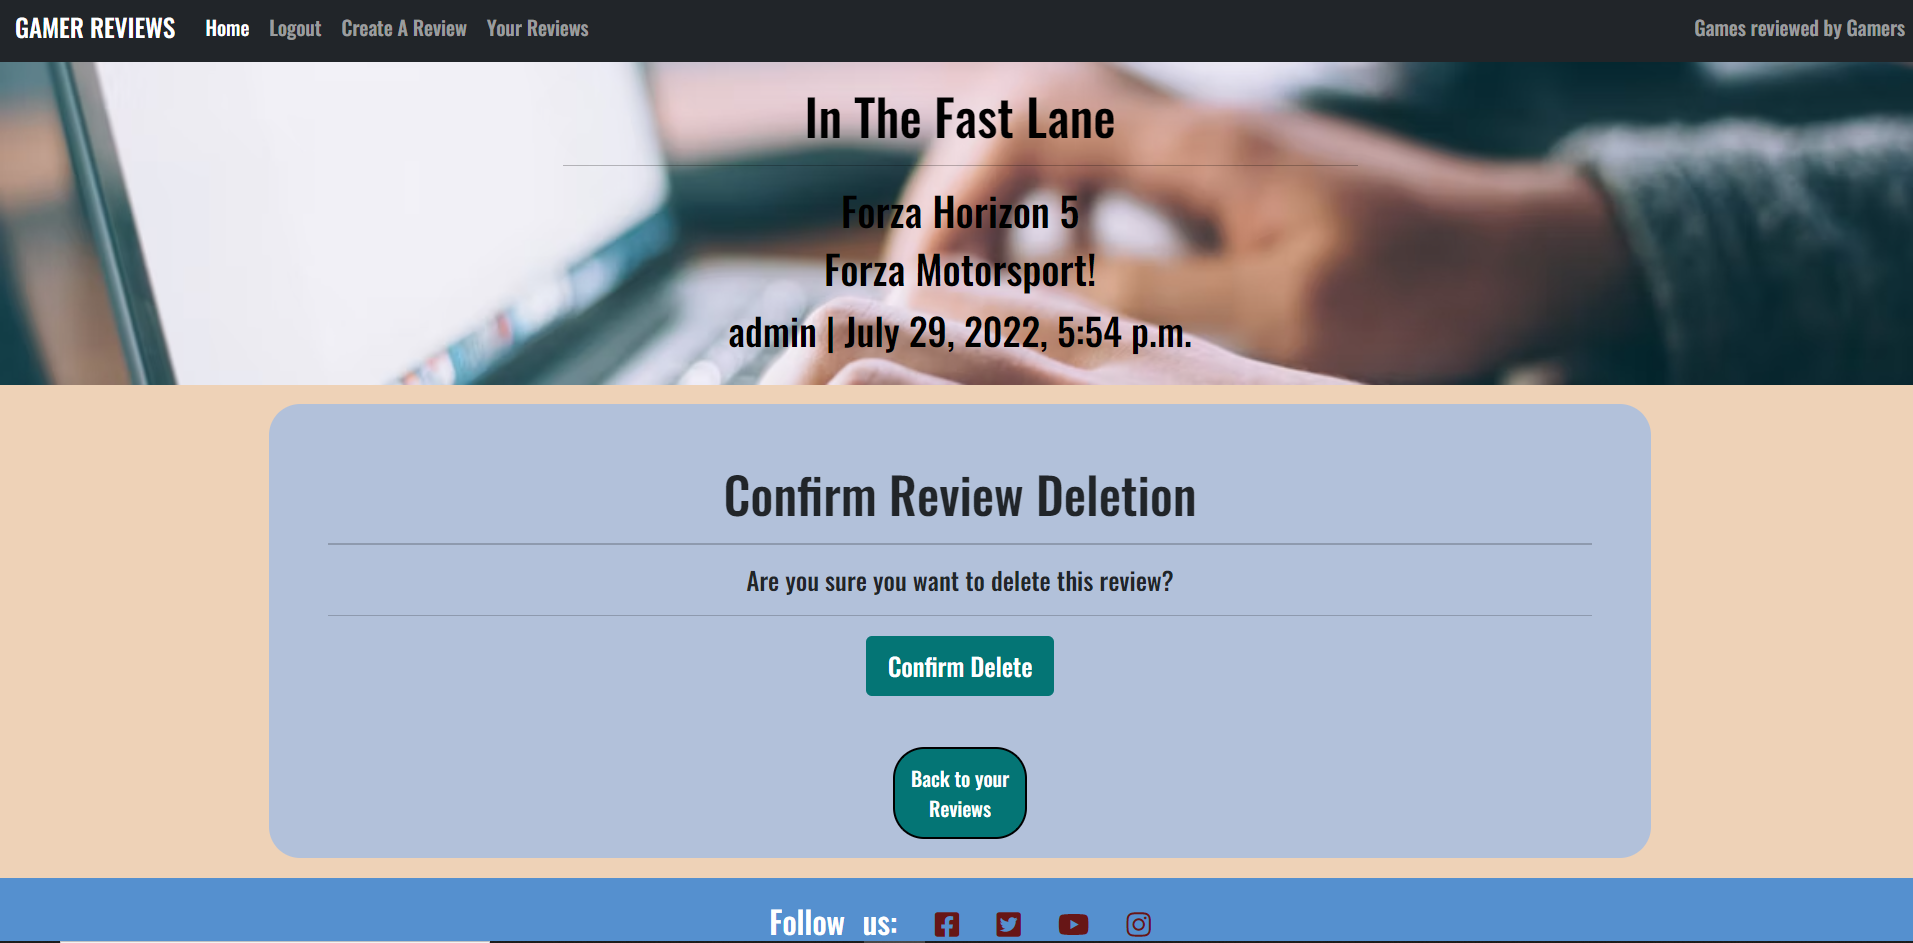 GAMER REVIEWS Home Logout Create A Review Your Reviews Games reviewed by Gamers
In The Fast Lane
Forza Horizon 5
Forza Motorsport!
admin | July 29, 2022, 5:54 p.m.
Confirm Review Deletion
Are you sure you want to delete this review?
Confirm Delete
Back to your
Reviews
Follow us: